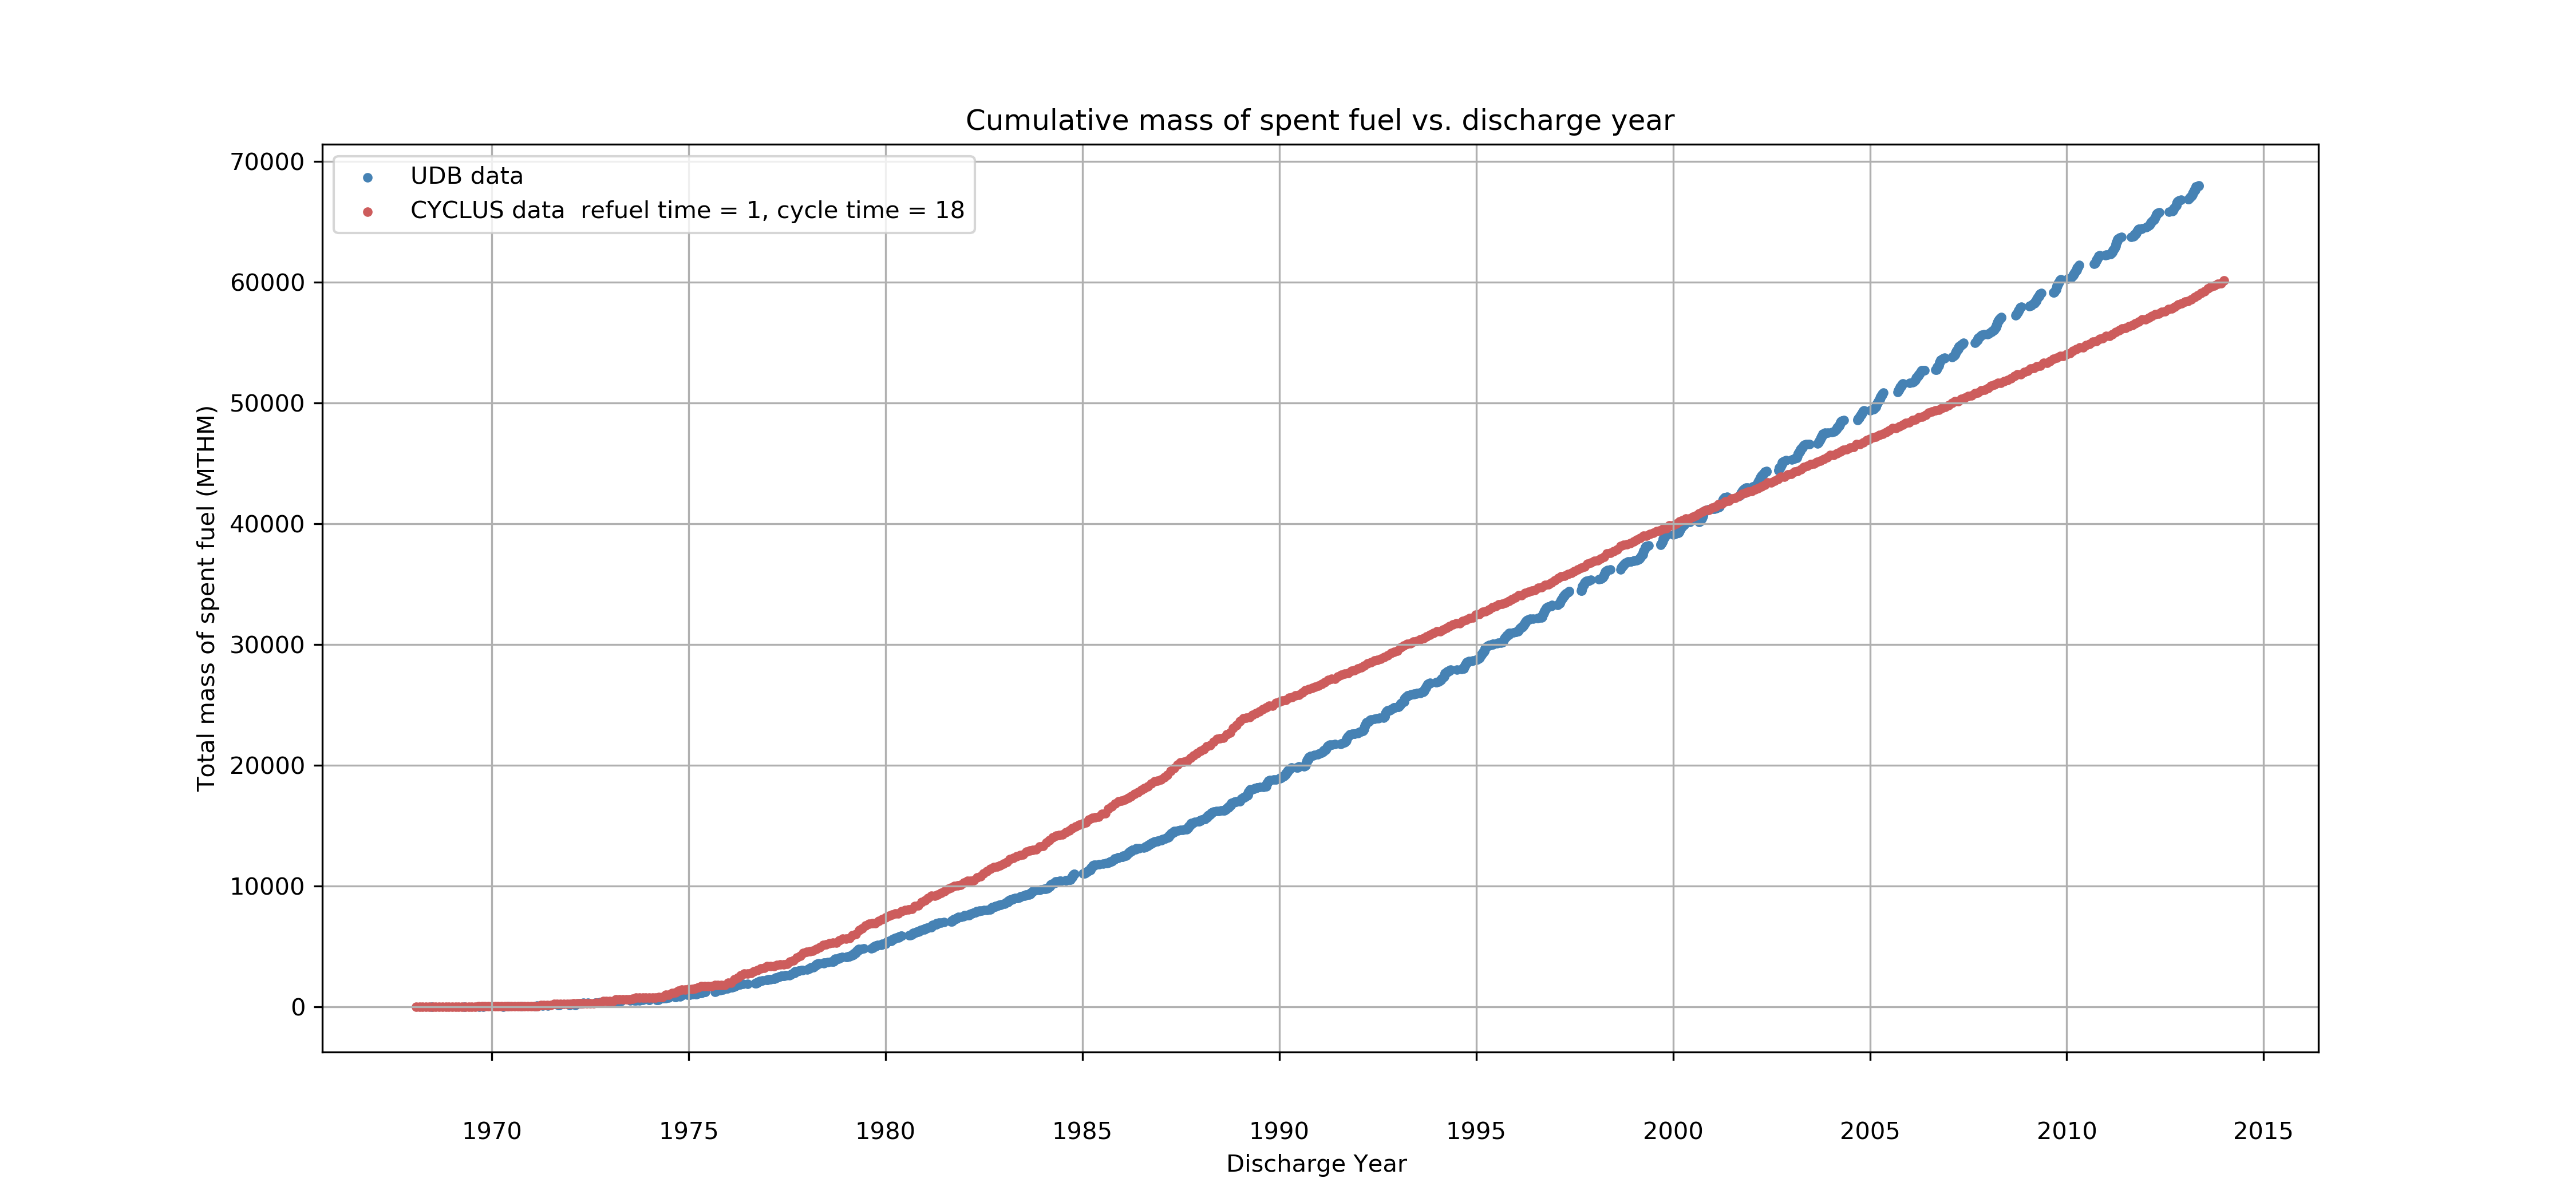 Cumulative mass of spent fuel vs. discharge year
UDB data
CYCLUS data  refuel time = 1, cycle time = 18
Total mass of spent fuel (MTHM)
70000
60000
50000
40000
30000
20000
10000
0
1970 1975 1980 1985 1990 1995 2000 2005 2010 2015
Discharge Year